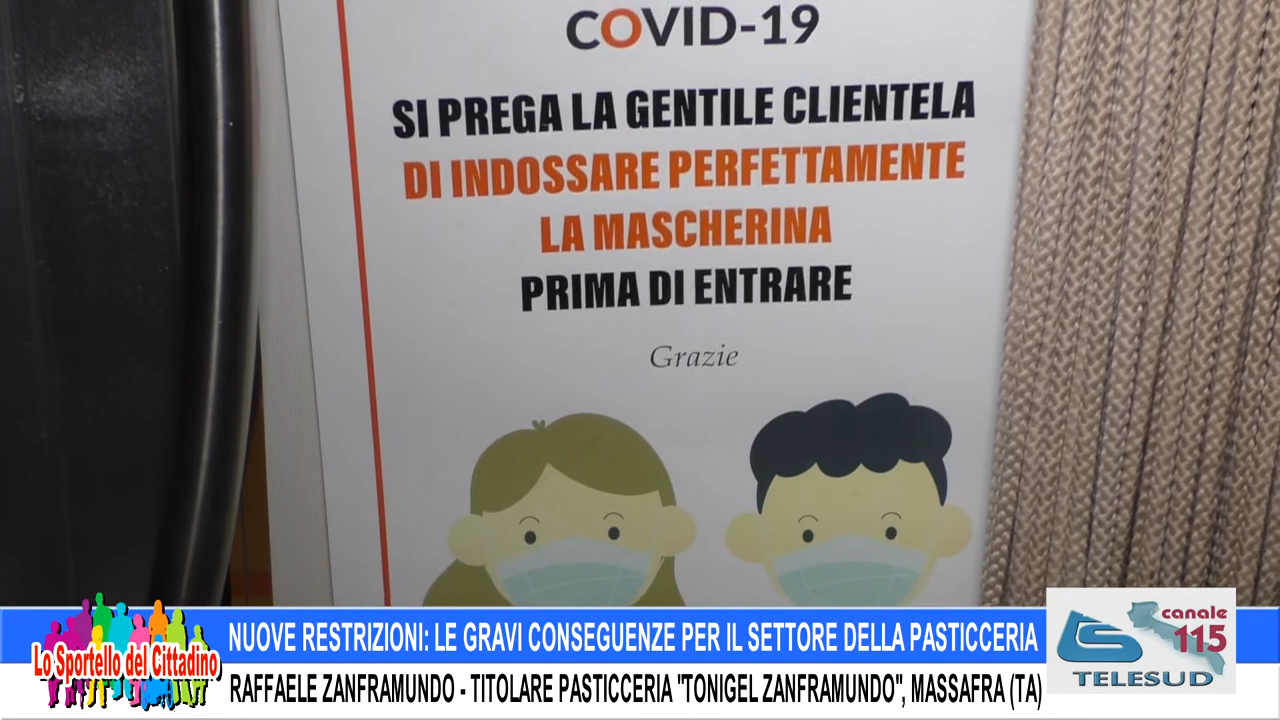 COVID-19
SI PREGA LA GENTILE CLIENTELA
DI INDOSSARE PERFETTAMENTE
LA MASCHERINA
PRIMA DI ENTRARE
Grazie
Lo Sportello del Cittadino
NUOVE RESTRIZIONI: LE GRAVI CONSEGUENZE PER IL SETTORE DELLA PASTICCERIA
RAFFAELE ZANFRAMUNDO - TITOLARE PASTICCERIA "TONIGEL ZANFRAMUNDO", MASSAFRA (TA)
canale
115
TELESUD